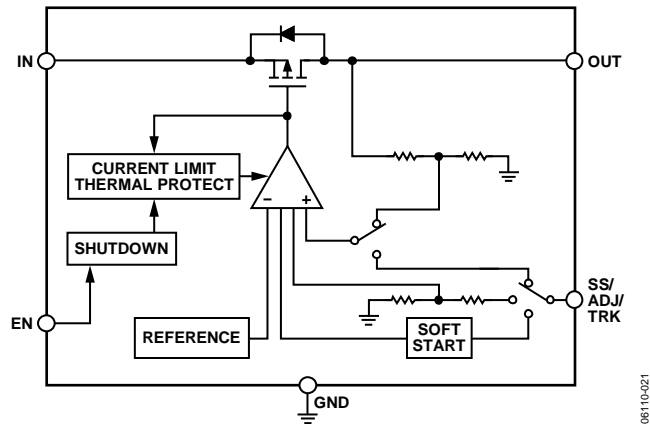 IN
OUT
CURRENT LIMIT
THERMAL PROTECT
–
+
SHUTDOWN
SS/
ADJ/
TRK
EN
REFERENCE
SOFT
START
GND
06110-021